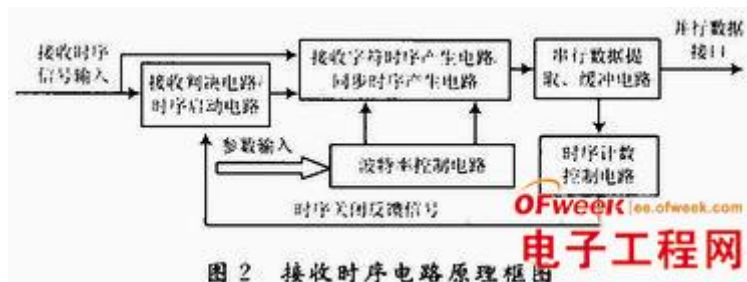 接收时序
信号输入
接收判决电路/
时序启动电路
接收字符时序产生电路
同步时序产生电路
串行数据提
取、缓冲电路
并行数据
接口
参数输入
波特率控制电路
时序计数
控制电路
时序关闭反馈信号
OFweek ee.ofweek.com
电子工程网
图 2 接收时序电路原理框图